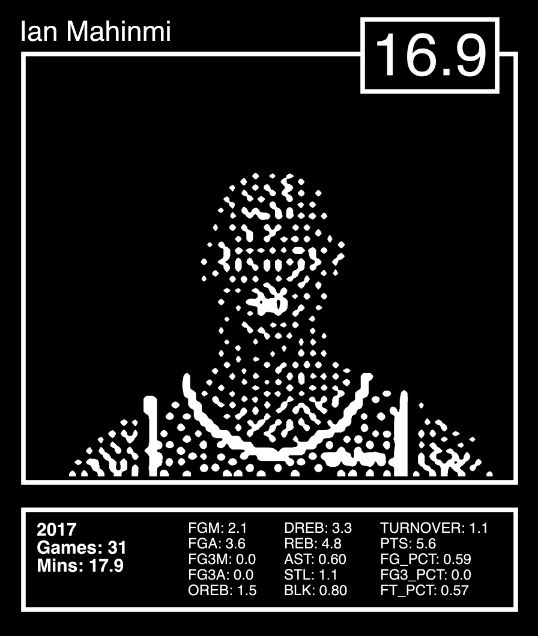 Ian Mahinmi
16.9
2017
Games: 31
Mins: 17.9
FGM: 2.1
FGA: 3.6
FG3M: 0.0
FG3A: 0.0
OREB: 1.5
DREB: 3.3
REB: 4.8
AST: 0.60
STL: 1.1
BLK: 0.80
TURNOVER: 1.1
PTS: 5.6
FG_PCT: 0.59
FG3_PCT: 0.0
FT_PCT: 0.57